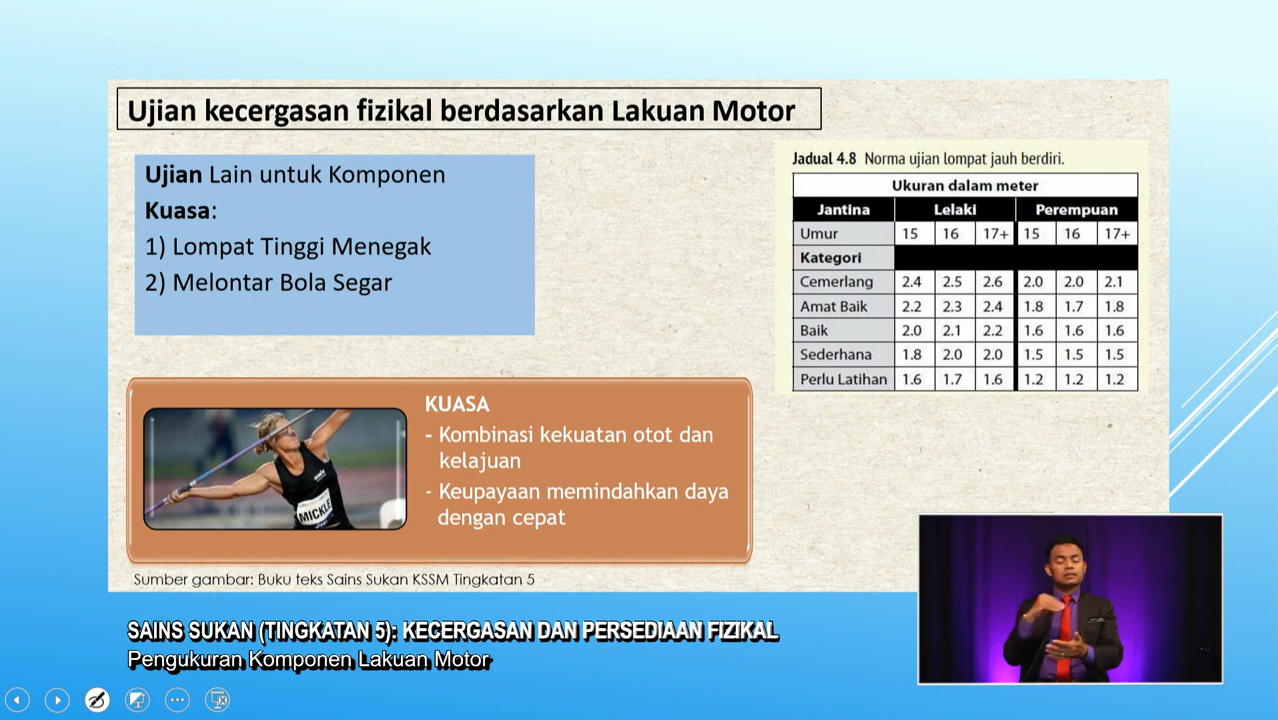 Ujian kecergasan fizikal berdasarkan Lakuan Motor
Ujian Lain untuk Komponen
Kuasa:
1) Lompat Tinggi Menegak
2) Melontar Bola Segar
Jadual 4.8 Norma ujian lompat jauh berdiri.
Ukuran dalam meter
Jantina Lelaki Perempuan
Umur 15 16 17+ 15 16 17+
Kategori
Cemerlang 2.4 2.5 2.6 2.0 2.0 2.1
Amat Baik 2.2 2.3 2.4 1.8 1.7 1.8
Baik 2.0 2.1 2.2 1.6 1.6 1.6
Sederhana 1.8 2.0 2.0 1.5 1.5 1.5
Perlu Latihan 1.6 1.7 1.6 1.2 1.2 1.2
KUASA
- Kombinasi kekuatan otot dan
kelajuan
- Keupayaan memindahkan daya
dengan cepat
MICKLE
Sumber gambar: Buku teks Sains Sukan KSSM Tingkatan 5
SAINS SUKAN (TINGKATAN 5): KECERGASAN DAN PERSEDIAAN FIZIKAL
Pengukuran Komponen Lakuan Motor